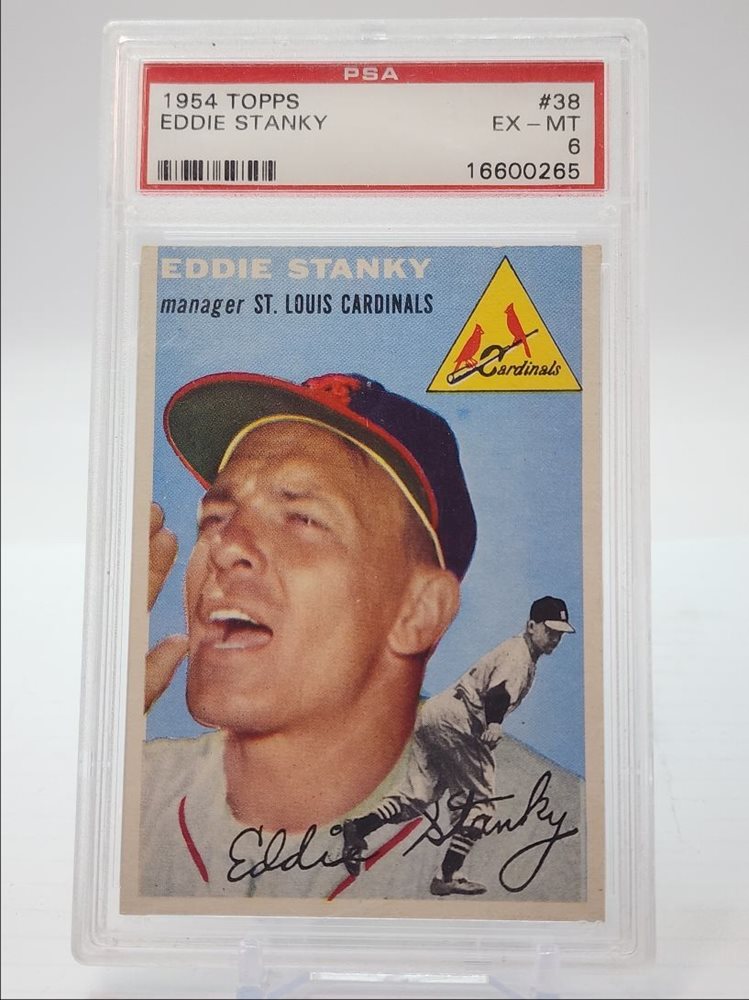 PSA
1954 TOPPS #38
EDDIE STANKY EX - MT
6
16600265
EDDIE STANKY
manager ST. LOUIS CARDINALS
Cardinals
Eddie Stanky